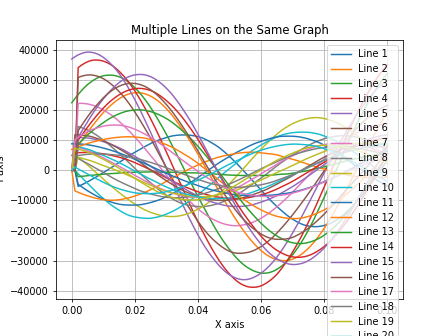 Multiple Lines on the Same Graph
40000
30000
20000
10000
0
−10000
−20000
−30000
−40000
0.00
0.02
0.04
0.06
X axis
Line 1
Line 2
Line 3
Line 4
Line 5
Line 6
Line 7
Line 8
Line 9
Line 10
Line 11
Line 12
Line 13
Line 14
Line 15
Line 16
Line 17
Line 18
Line 19
Line 20